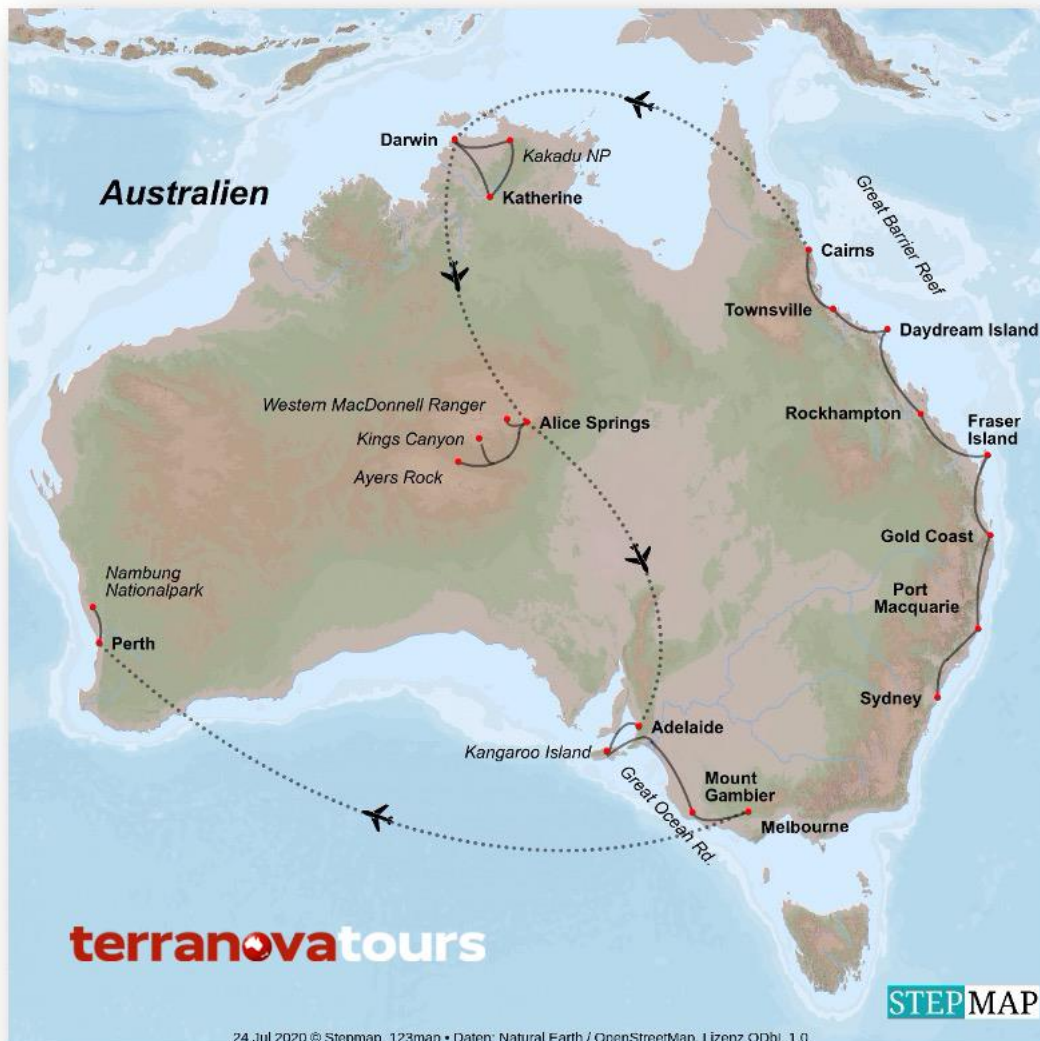 Darwin
Kakadu NP
Australien
Katherine
Great Barrier Reef
Cairns
Townsville
Daydream Island
Western MacDonnell Ranger
Alice Springs
Rockhampton
Fraser
Island
Kings Canyon
Ayers Rock
Gold Coast
Nambung
Nationalpark
Port
Macquarie
Perth
Sydney
Adelaide
Kangaroo Island
Great Ocean Rd.
Mount
Gambier
Melbourne
terranovatours
STEPMAP
24 Jul 2020 © Stepmap, 123map • Daten: Natural Earth / OpenStreetMap, Lizenz ODbL 1.0